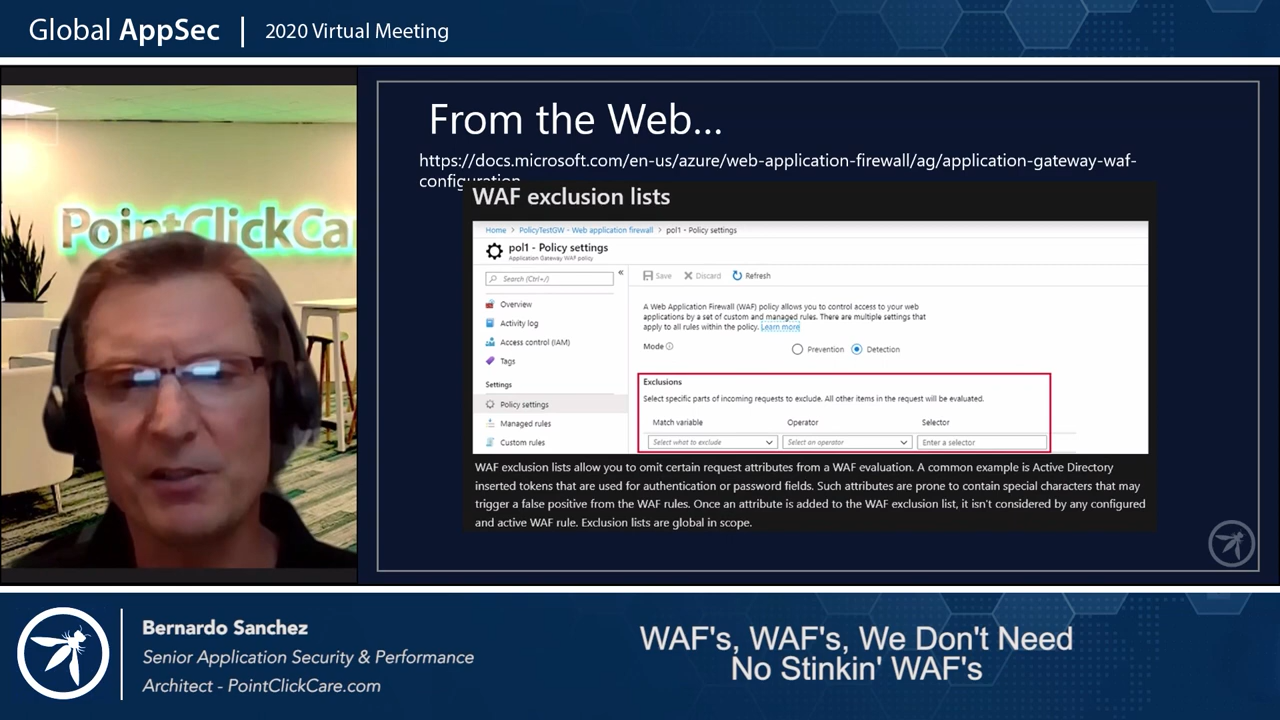 Global AppSec | 2020 Virtual Meeting
PointClickCa
From the Web...
https://docs.microsoft.com/en-us/azure/web-application-firewall/ag/application-gateway-waf-
configuration
WAF exclusion lists
Home > PolicyTestGW - Web application firewall > pol1 - Policy settings
pol1 - Policy settings
Application Gateway WAF policy
Search (Ctrl+/)
«
Save Discard Refresh
Overview
Activity log
Access control (IAM)
Tags
Settings
Policy settings
Managed rules
Custom rules
A Web Application Firewall (WAF) policy allows you to control access to your web
applications by a set of custom and managed rules. There are multiple settings that
apply to all rules within the policy. Learn more
Mode Prevention Detection
Exclusions
Select specific parts of incoming requests to exclude. All other items in the request will be evaluated.
Match variable Operator Selector
Select what to exclude Select an operator Enter a selector
WAF exclusion lists allow you to omit certain request attributes from a WAF evaluation. A common example is Active Directory
inserted tokens that are used for authentication or password fields. Such attributes are prone to contain special characters that may
trigger a false positive from the WAF rules. Once an attribute is added to the WAF exclusion list, it isn't considered by any configured
and active WAF rule. Exclusion lists are global in scope.
Bernardo Sanchez
Senior Application Security & Performance
Architect - PointClickCare.com
WAF's, WAF's, We Don't Need
No Stinkin' WAF's